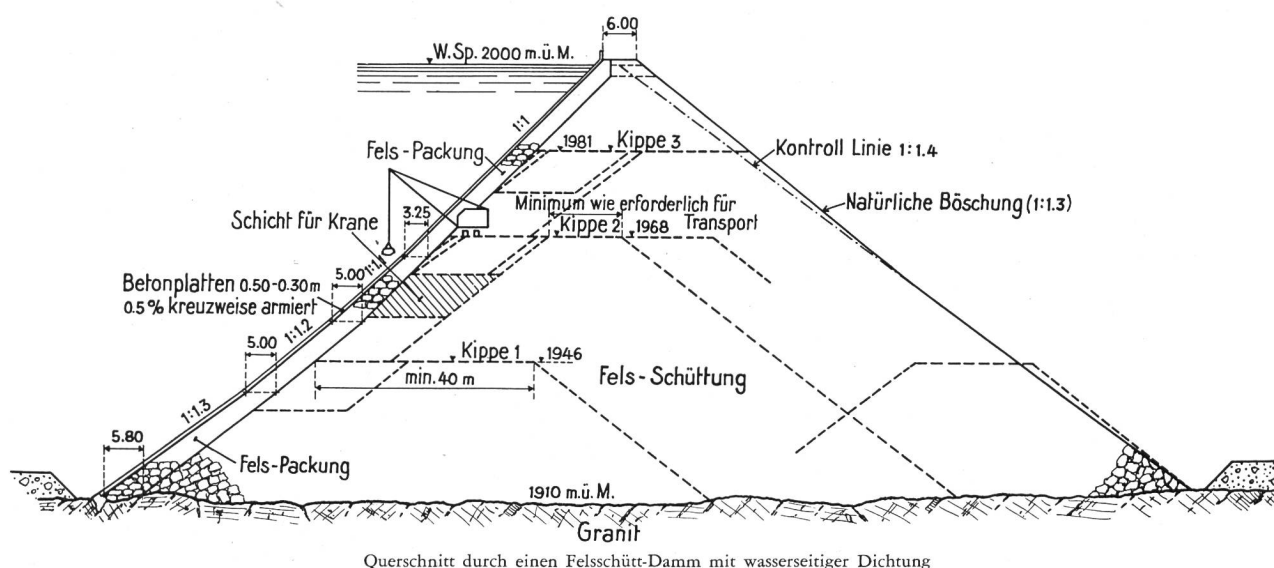 6.00
W.Sp. 2000 m.ü.M.
1:1
Fels-Packung
1981
Kippe 3
Kontroll Linie 1:1.4
Natürliche Böschung (1:1.3)
Schicht für Krane
3.25
Minimum wie erforderlich für
Transport
Kippe 2
1968
1:1.1
Betonplatten 0.50-0.30 m
0.5 % kreuzweise armiert
5.00
1:1.2
5.00
Kippe 1
1946
min. 40 m
Fels-Schüttung
1:1.3
5.80
Fels-Packung
1910 m.ü.M.
Granit
Querschnitt durch einen Felsschütt-Damm mit wasserseitiger Dichtung